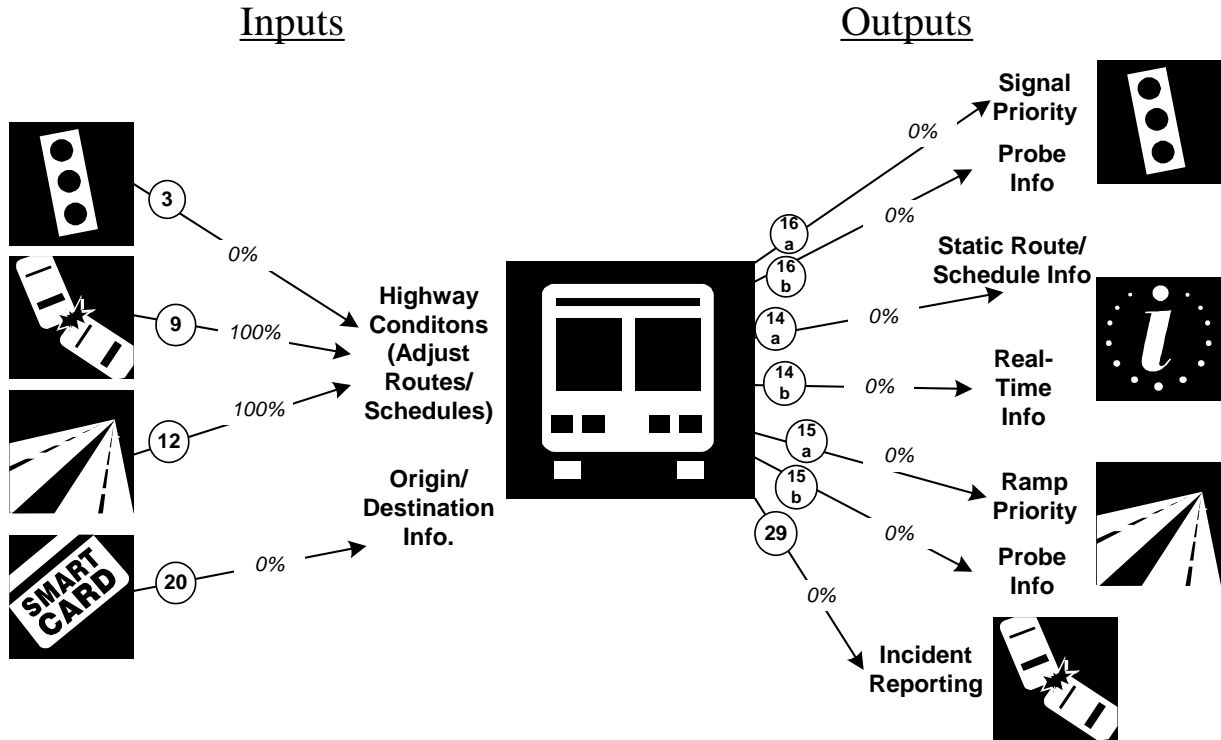 Inputs
Outputs
3
0%
9
100%
12
100%
20
0%
Highway
Conditons
(Adjust
Routes/
Schedules)
Origin/
Destination
Info.
SMART
CARD
16
a
0%
Signal
Priority
16
b
0%
Probe
Info
14
a
0%
Static Route/
Schedule Info
i
14
b
0%
Real-
Time
Info
15
a
0%
Ramp
Priority
15
b
0%
Probe
Info
29
0%
Incident
Reporting